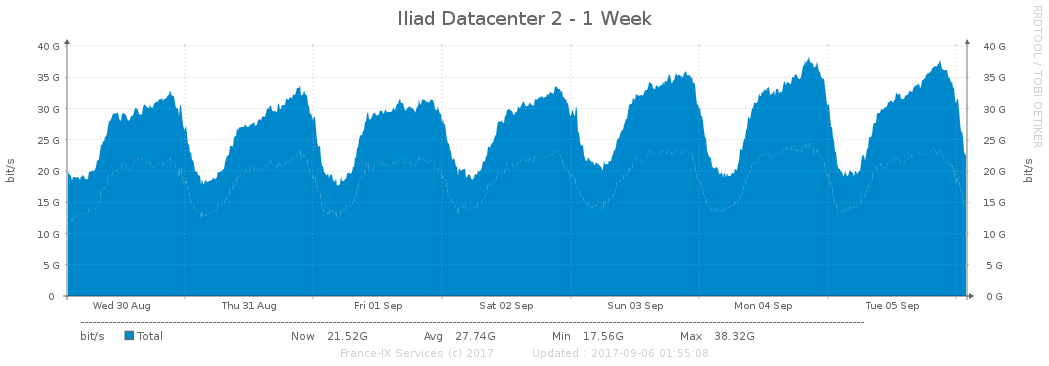 Iliad Datacenter 2 - 1 Week
RRDTOOL / TOBI OETIKER
bit/s
40 G 40 G
35 G 35 G
30 G 30 G
25 G 25 G
20 G 20 G
15 G 15 G
10 G 10 G
5 G 5 G
0 0 G
bit/s
Wed 30 Aug Thu 31 Aug Fri 01 Sep Sat 02 Sep Sun 03 Sep Mon 04 Sep Tue 05 Sep
bit/s Total Now 21.52G Avg 27.74G Min 17.56G Max 38.32G
France-IX Services (c) 2017 Updated : 2017-09-06 01:55:08